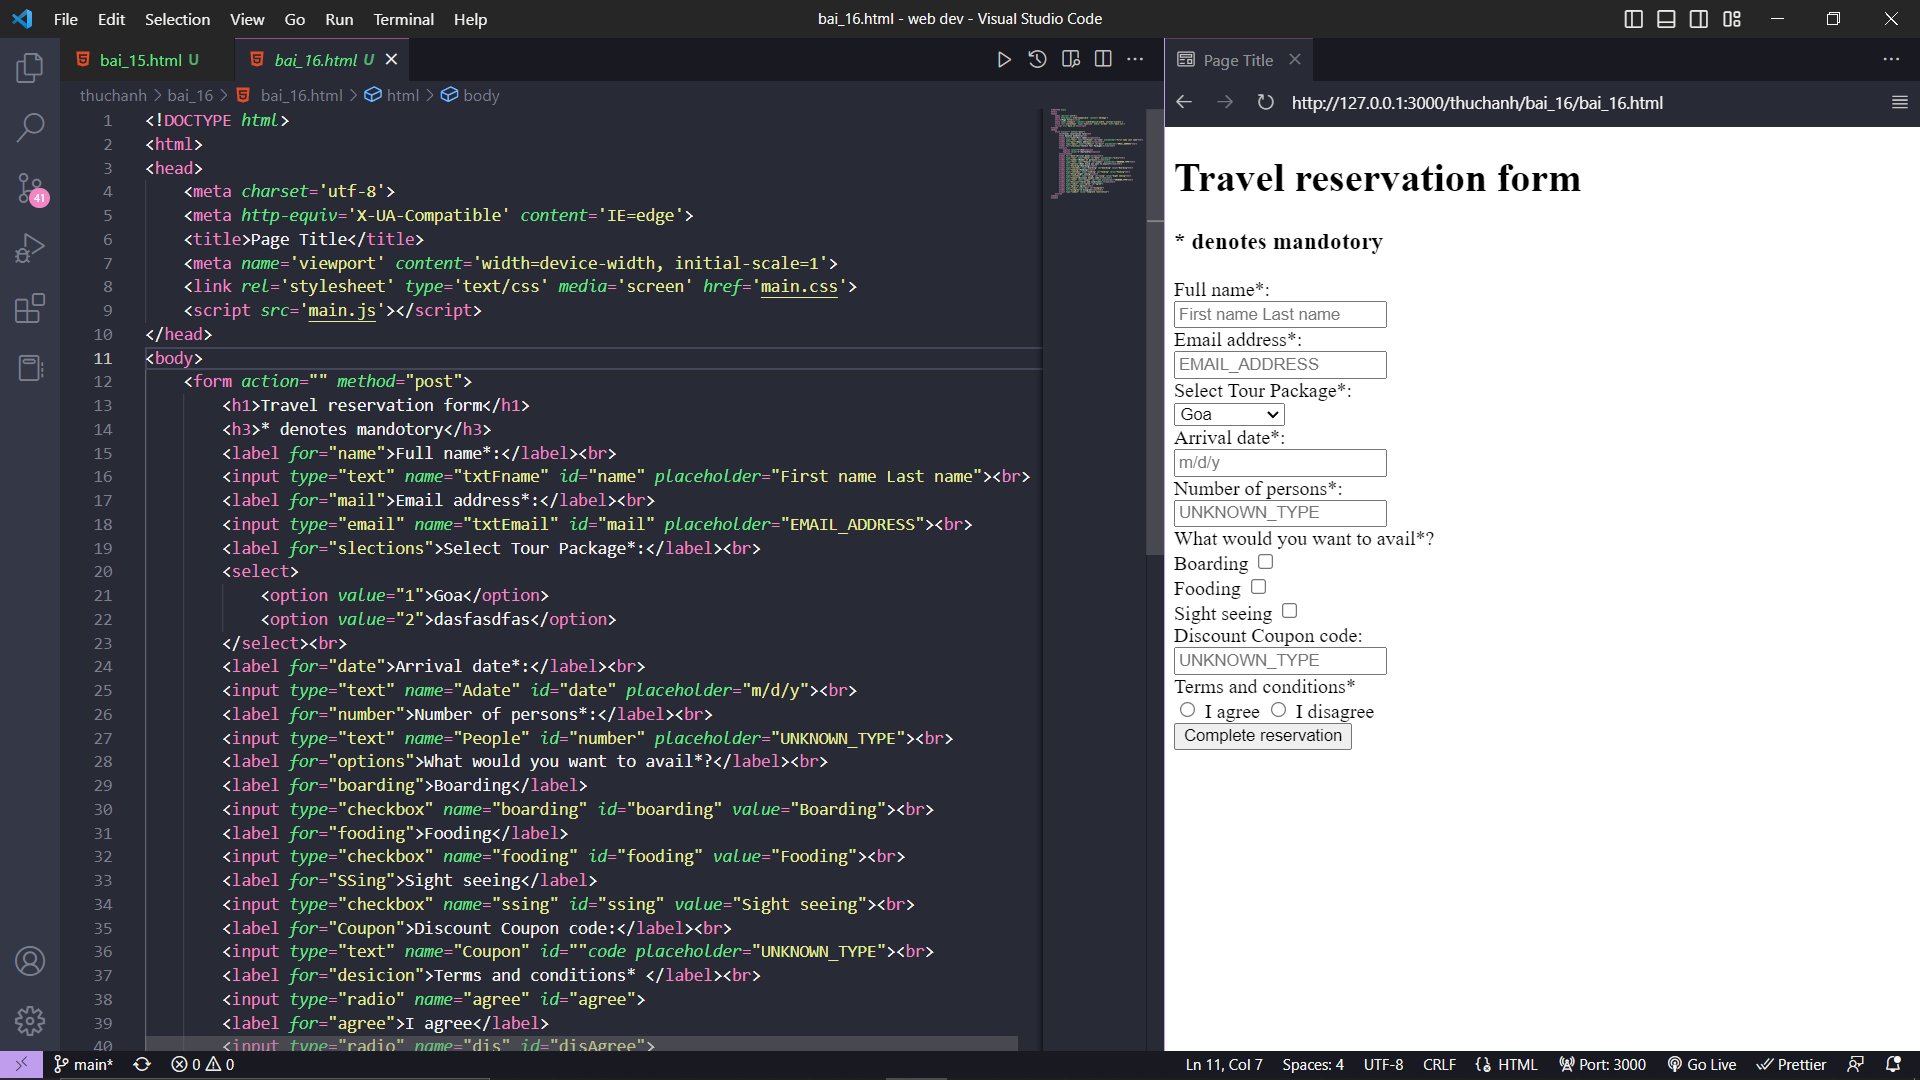 File Edit Selection View Go Run Terminal Help
bai_16.html - web dev - Visual Studio Code
bai_15.html U
bai_16.html U
thuchanh > bai_16 > bai_16.html > html > body
41
1 <!DOCTYPE html>
2 <html>
3 <head>
4 <meta charset='utf-8'>
5 <meta http-equiv='X-UA-Compatible' content='IE=edge'>
6 <title>Page Title</title>
7 <meta name='viewport' content='width=device-width, initial-scale=1'>
8 <link rel='stylesheet' type='text/css' media='screen' href='main.css'>
9 <script src='main.js'></script>
10 </head>
11 <body>
12 <form action="" method="post">
13 <h1>Travel reservation form</h1>
14 <h3>* denotes mandotory</h3>
15 <label for="name">Full name*:</label><br>
16 <input type="text" name="txtFname" id="name" placeholder="First name Last name"><br>
17 <label for="mail">Email address*:</label><br>
18 <input type="email" name="txtEmail" id="mail" placeholder="EMAIL_ADDRESS"><br>
19 <label for="slections">Select Tour Package*:</label><br>
20 <select>
21 <option value="1">Goa</option>
22 <option value="2">dasfasdfas</option>
23 </select><br>
24 <label for="date">Arrival date*:</label><br>
25 <input type="text" name="Adate" id="date" placeholder="m/d/y"><br>
26 <label for="number">Number of persons*:</label><br>
27 <input type="text" name="People" id="number" placeholder="UNKNOWN_TYPE"><br>
28 <label for="options">What would you want to avail*?</label><br>
29 <label for="boarding">Boarding</label>
30 <input type="checkbox" name="boarding" id="boarding" value="Boarding"><br>
31 <label for="fooding">Fooding</label>
32 <input type="checkbox" name="fooding" id="fooding" value="Fooding"><br>
33 <label for="SSing">Sight seeing</label>
34 <input type="checkbox" name="ssing" id="ssing" value="Sight seeing"><br>
35 <label for="Coupon">Discount Coupon code:</label><br>
36 <input type="text" name="Coupon" id=""code placeholder="UNKNOWN_TYPE"><br>
37 <label for="desicion">Terms and conditions* </label><br>
38 <input type="radio" name="agree" id="agree">
39 <label for="agree">I agree</label>
40 <input type="radio" name="dis" id="disAgree">
Page Title
http://127.0.0.1:3000/thuchanh/bai_16/bai_16.html
Travel reservation form
* denotes mandotory
Full name*:
First name Last name
Email address*:
EMAIL_ADDRESS
Select Tour Package*:
Goa
Arrival date*:
m/d/y
Number of persons*:
UNKNOWN_TYPE
What would you want to avail*?
Boarding
Fooding
Sight seeing
Discount Coupon code:
UNKNOWN_TYPE
Terms and conditions*
I agree I disagree
Complete reservation
main* 0 0
Ln 11, Col 7 Spaces: 4 UTF-8 CRLF HTML Port: 3000 Go Live Prettier